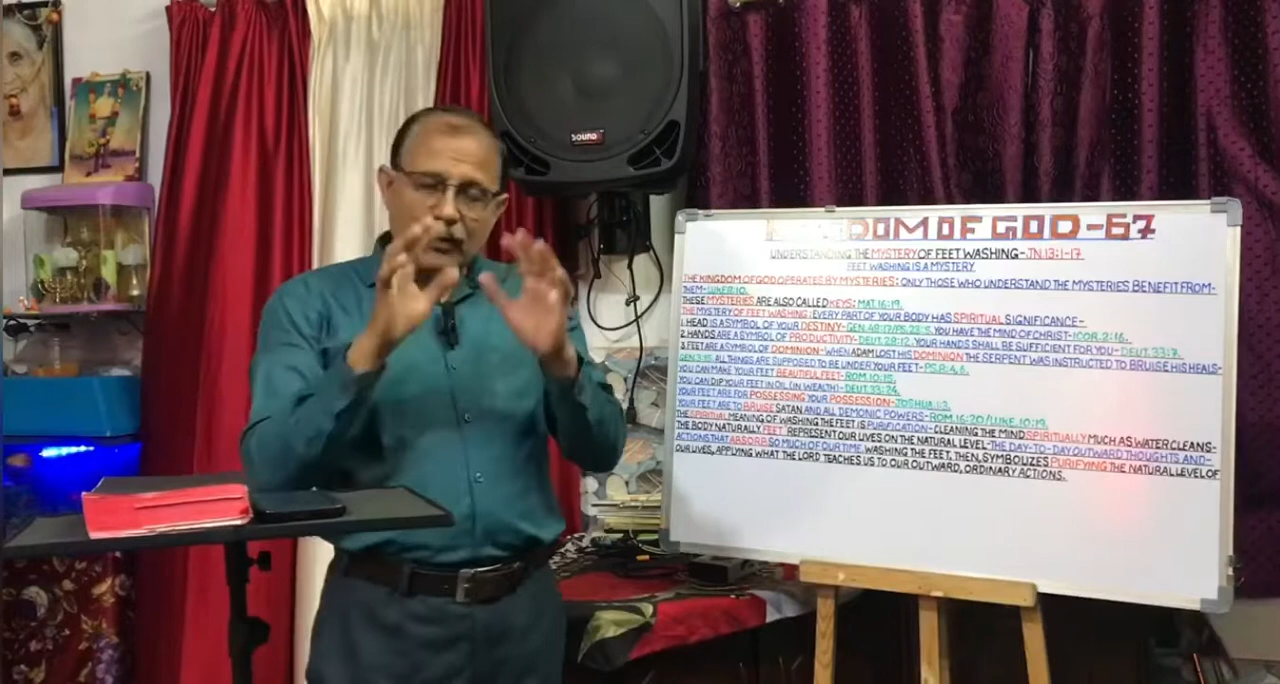 SOUND
KINGDOM OF GOD-67
UNDERSTANDING THE MYSTERY OF FEET WASHING-JN.13:1-17
FEET WASHING IS A MYSTERY
THE KINGDOM OF GOD OPERATES BY MYSTERIES: ONLY THOSE WHO UNDERSTAND THE MYSTERIES BENEFIT FROM-
THEM-LUKE 8:10.
THESE MYSTERIES ARE ALSO CALLED KEYS: MAT.16:19.
THE MYSTERY OF FEET WASHING: EVERY PART OF YOUR BODY HAS SPIRITUAL SIGNIFICANCE-
1. HEAD IS A SYMBOL OF YOUR DESTINY-GEN.48:17/PS.23:5. YOU HAVE THE MIND OF CHRIST-1COR.2:16.
2. HANDS ARE A SYMBOL OF PRODUCTIVITY-DEUT.28:12. YOUR HANDS SHALL BE SUFFICIENT FOR YOU-DEUT.33:7.
3. FEET ARE A SYMBOL OF DOMINION-WHEN ADAM LOST HIS DOMINION THE SERPENT WAS INSTRUCTED TO BRUISE HIS HEALS-
GEN.3:15. ALL THINGS ARE SUPPOSED TO BE UNDER YOUR FEET-PS.8:4,6.
YOU CAN MAKE YOUR FEET BEAUTIFUL FEET-ROM.10:15.
YOU CAN DIP YOUR FEET IN OIL (IN WEALTH)-DEUT.33:24.
YOUR FEET ARE FOR POSSESSING YOUR POSSESSION-JOSHUA.1:3.
YOUR FEET ARE TO BRUISE SATAN AND ALL DEMONIC POWERS-ROM.16:20/LUKE.10:19.
THE SPIRITUAL MEANING OF WASHING THE FEET IS PURIFICATION-CLEANING THE MIND SPIRITUALLY MUCH AS WATER CLEANS-
THE BODY NATURALLY. FEET REPRESENT OUR LIVES ON THE NATURAL LEVEL-THE DAY-TO-DAY OUTWARD THOUGHTS AND-
ACTIONS THAT ABSORB SO MUCH OF OUR TIME. WASHING THE FEET, THEN, SYMBOLIZES PURIFYING THE NATURAL LEVEL OF
OUR LIVES, APPLYING WHAT THE LORD TEACHES US TO OUR OUTWARD, ORDINARY ACTIONS.